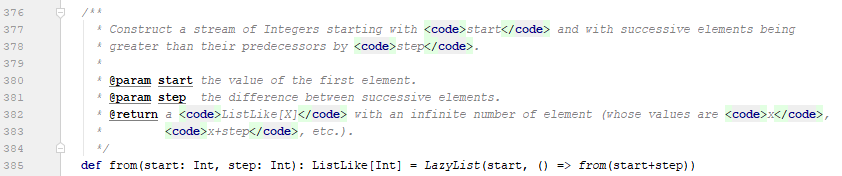 376 /**
377 * Construct a stream of Integers starting with <code>start</code> and with successive elements being
378 * greater than their predecessors by <code>step</code>.
379 *
380 * @param start the value of the first element.
381 * @param step  the difference between successive elements.
382 * @return a <code>ListLike[X]</code> with an infinite number of element (whose values are <code>x</code>,
383 *         <code>x+step</code>, etc.).
384 */
385 def from(start: Int, step: Int): ListLike[Int] = LazyList(start, () => from(start+step))